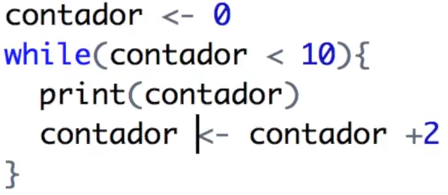 contador <- 0
while(contador < 10){
  print(contador)
  contador <- contador +2
}